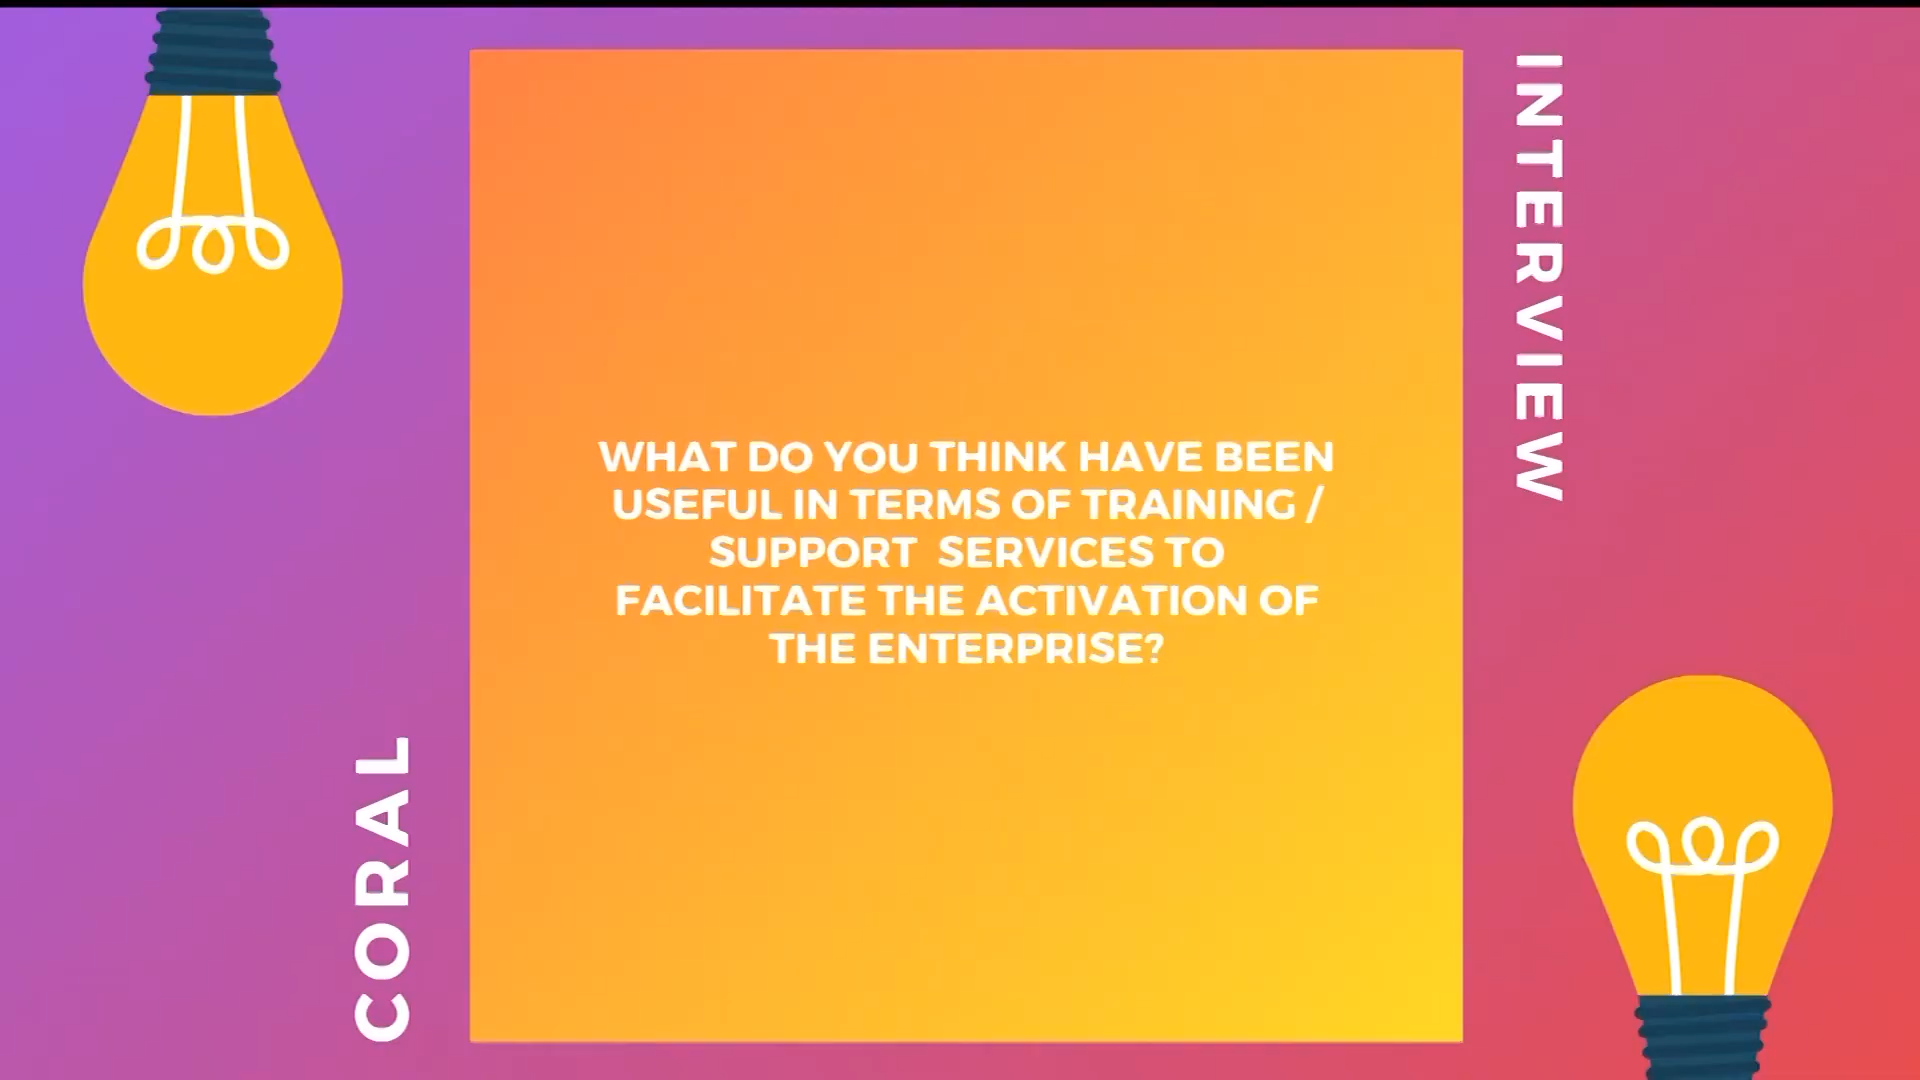 CORAL
WHAT DO YOU THINK HAVE BEEN
USEFUL IN TERMS OF TRAINING /
SUPPORT  SERVICES TO
FACILITATE THE ACTIVATION OF
THE ENTERPRISE?
INTERVIEW